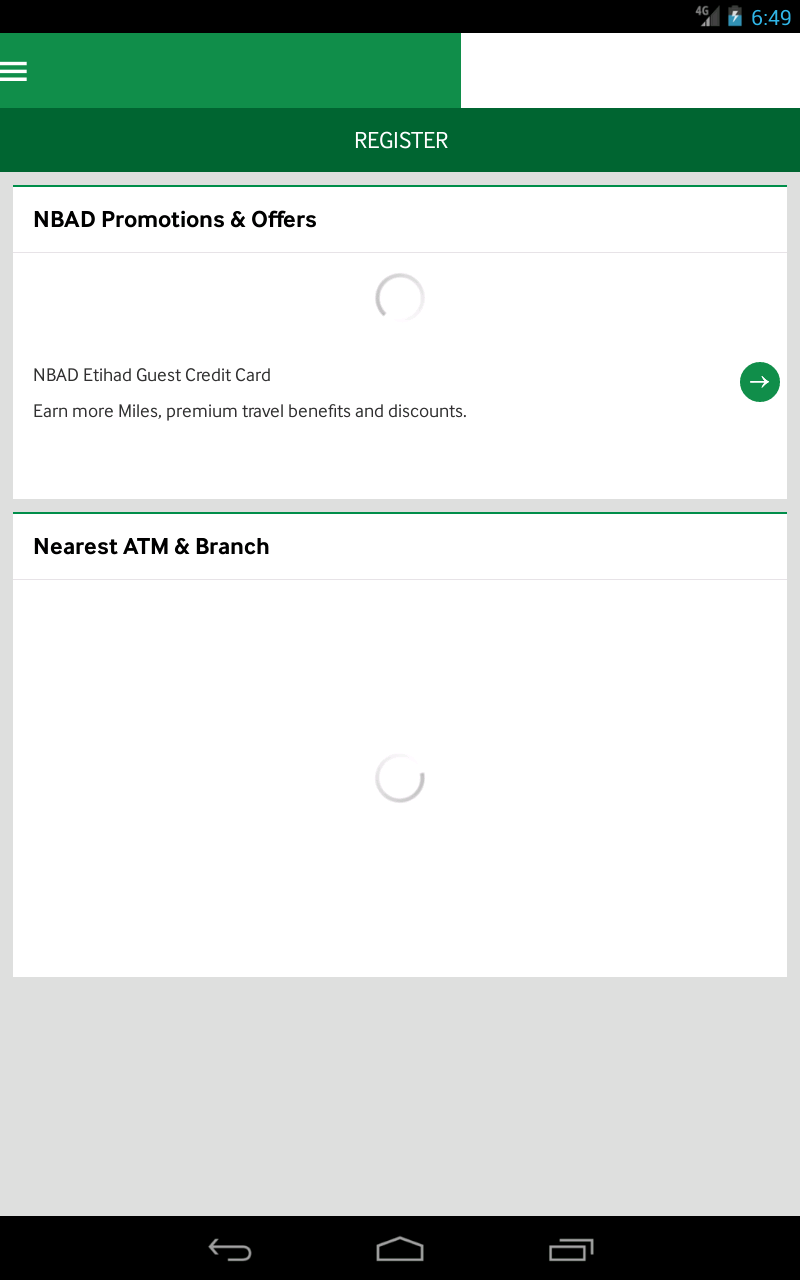 4G 6:49
REGISTER
NBAD Promotions & Offers
NBAD Etihad Guest Credit Card
Earn more Miles, premium travel benefits and discounts.
Nearest ATM & Branch